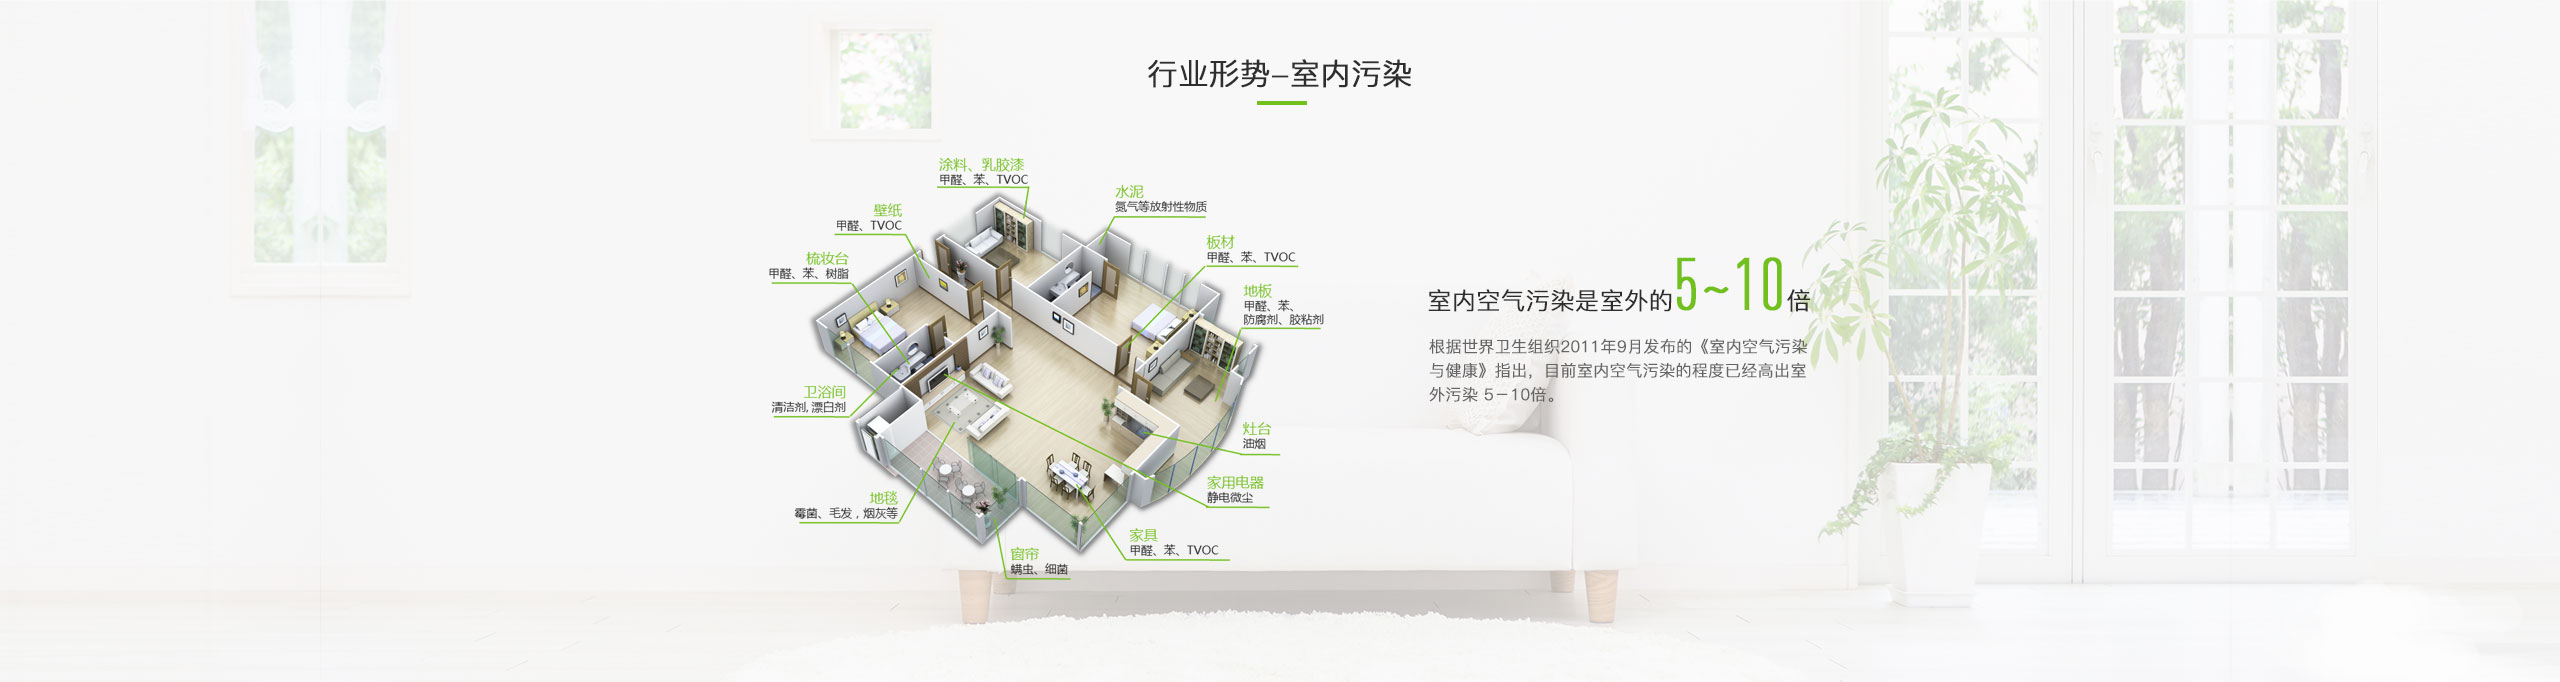 行业形势–室内污染
涂料、乳胶漆
甲醛、苯、TVOC
水泥
氮气等放射性物质
壁纸
甲醛、TVOC
板材
甲醛、苯、TVOC
梳妆台
甲醛、苯、树脂
地板
甲醛、苯、
防腐剂、胶粘剂
室内空气污染是室外的5~10倍
根据世界卫生组织2011年9月发布的《室内空气污染
与健康》指出，目前室内空气污染的程度已经高出室
外污染 5－10倍。
卫浴间
清洁剂, 漂白剂
灶台
油烟
家用电器
静电微尘
地毯
霉菌、毛发，烟灰等
家具
甲醛、苯、TVOC
窗帘
螨虫、细菌